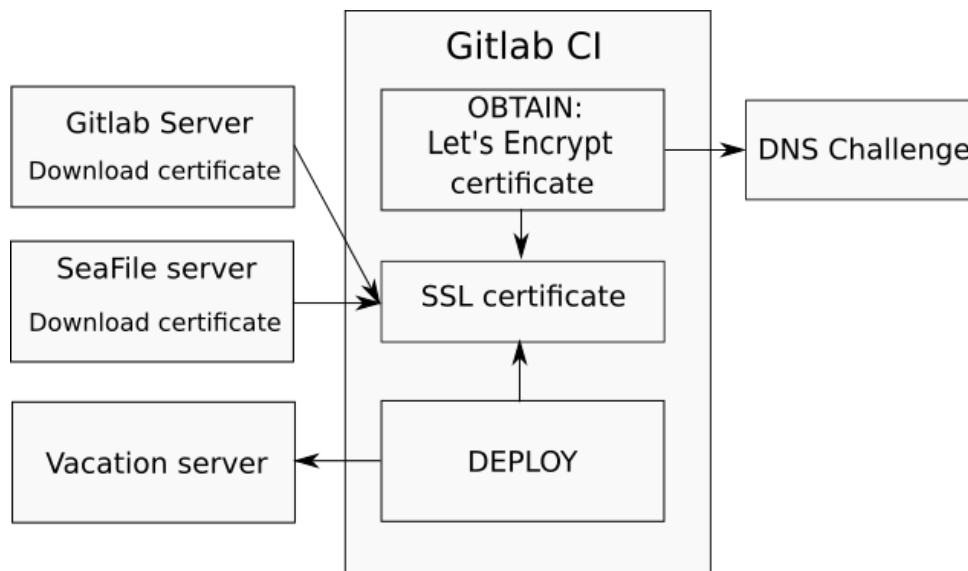 Gitlab CI
Gitlab Server
Download certificate
OBTAIN:
Let's Encrypt
certificate
DNS Challenge
SeaFile server
Download certificate
SSL certificate
Vacation server
DEPLOY